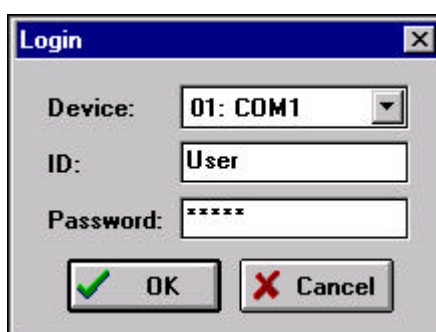 Login
Device: 01: COM1
ID: User
Password: *****
OK Cancel